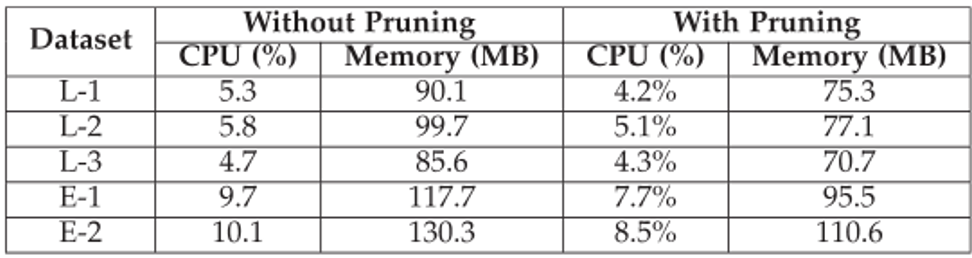 Dataset Without Pruning With Pruning
CPU (%) Memory (MB) CPU (%) Memory (MB)
L-1 5.3 90.1 4.2% 75.3
L-2 5.8 99.7 5.1% 77.1
L-3 4.7 85.6 4.3% 70.7
E-1 9.7 117.7 7.7% 95.5
E-2 10.1 130.3 8.5% 110.6